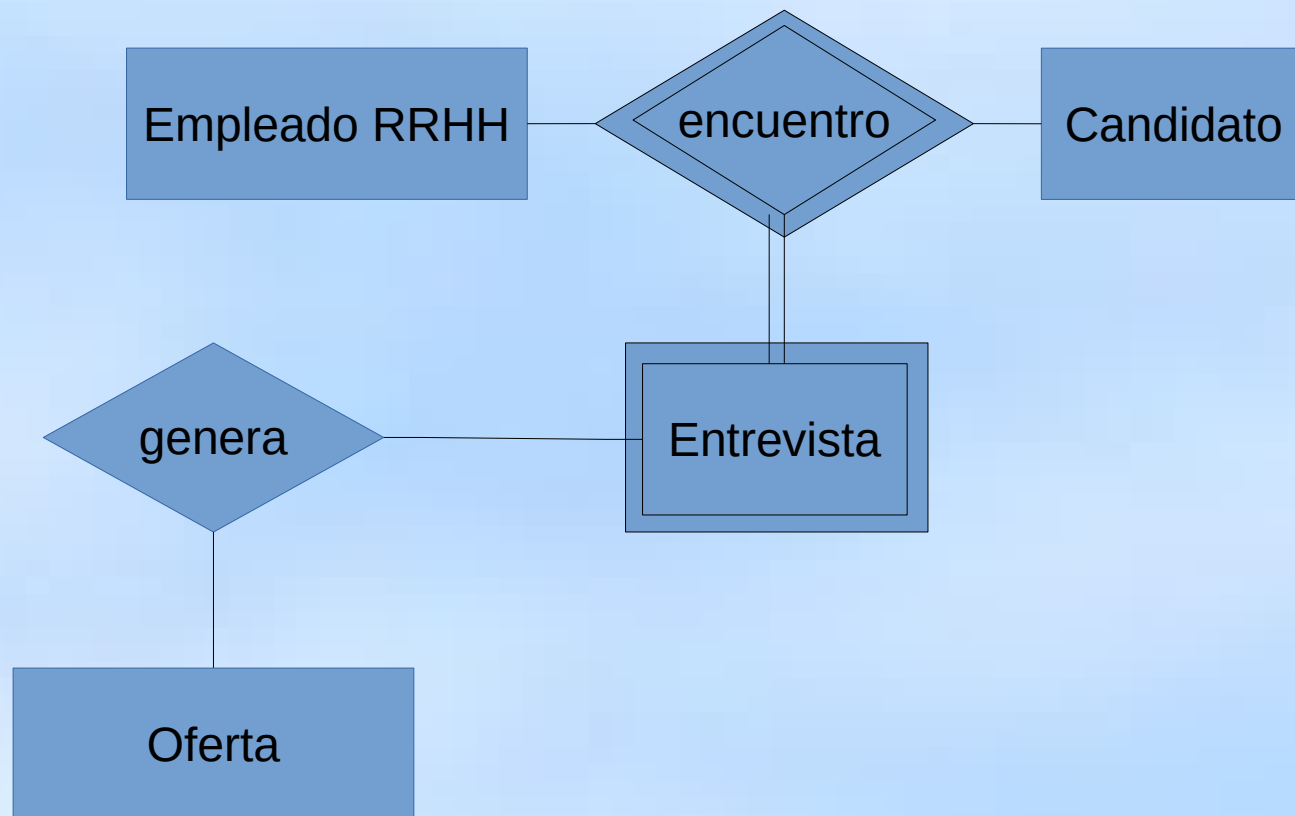 Empleado RRHH
encuentro
Candidato
genera
Entrevista
Oferta